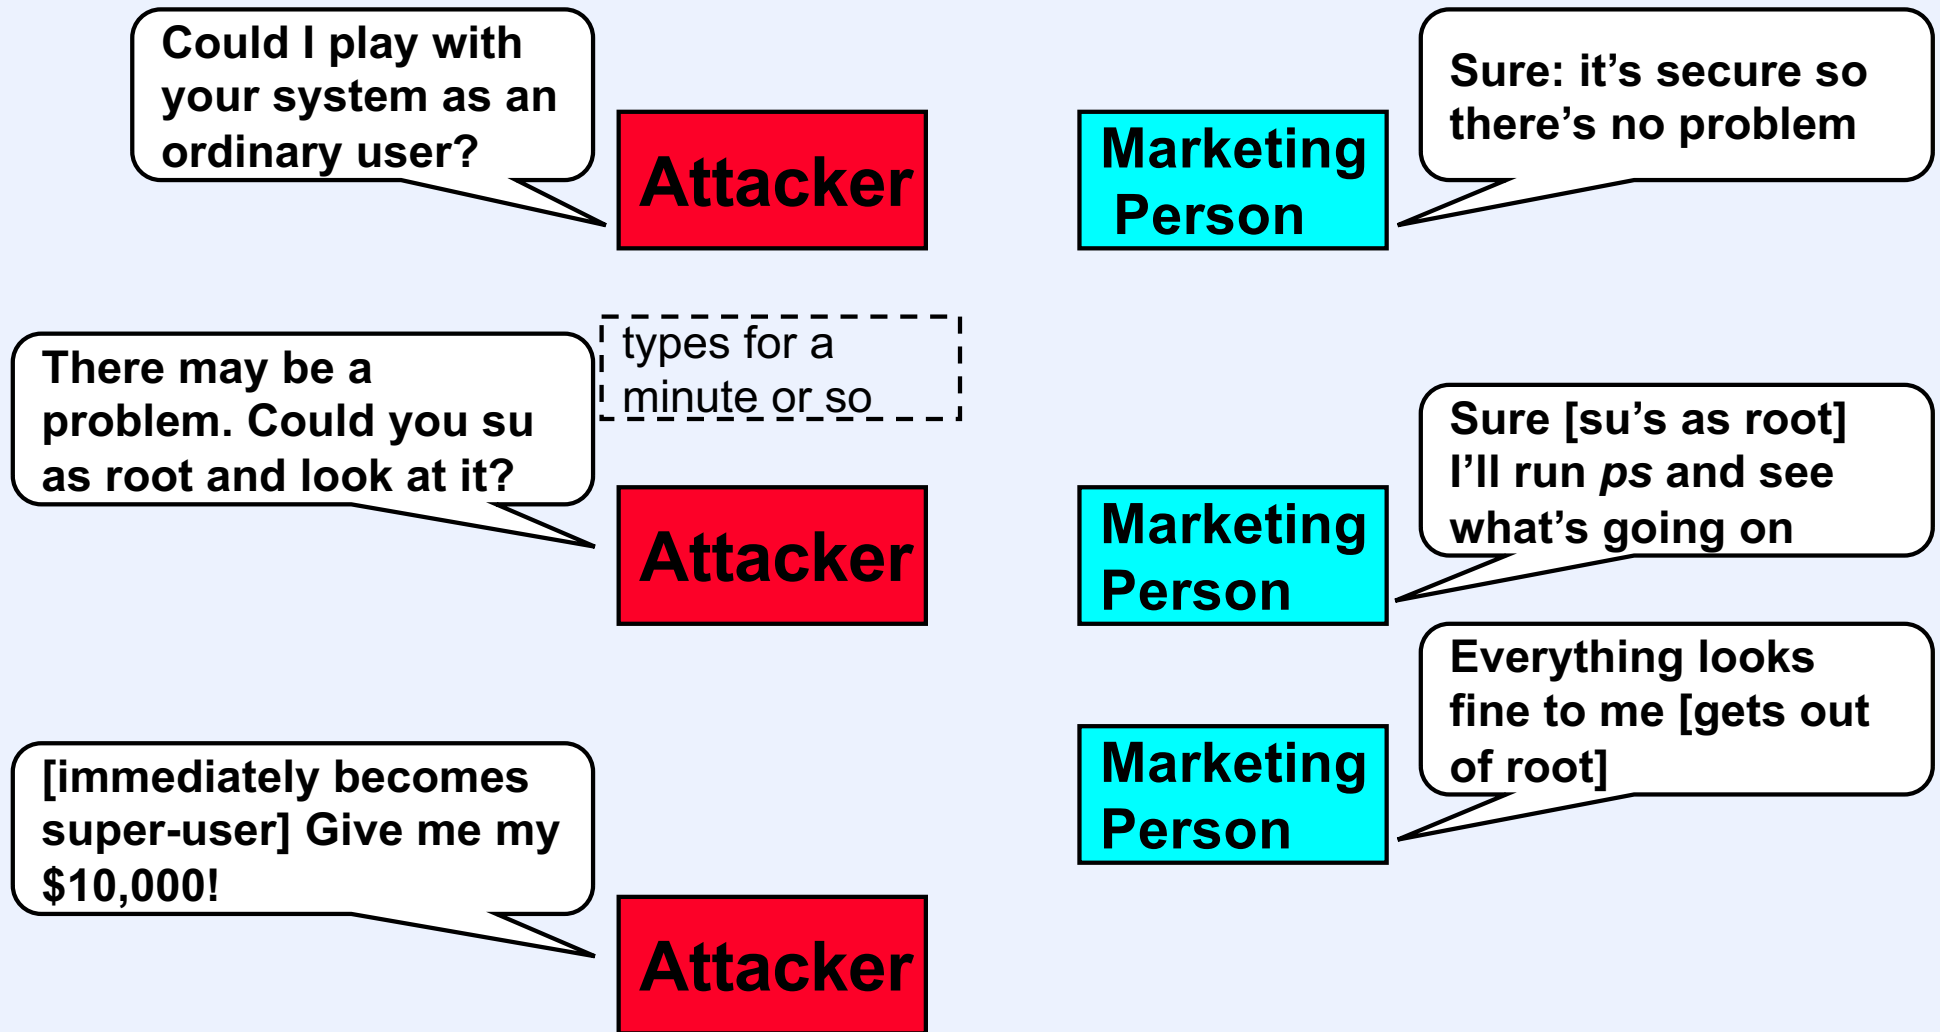 Could I play with
your system as an
ordinary user?
Attacker
Marketing
Person
Sure: it’s secure so
there’s no problem
types for a
minute or so
There may be a
problem. Could you su
as root and look at it?
Attacker
Marketing
Person
Sure [su’s as root]
I’ll run ps and see
what’s going on
Everything looks
fine to me [gets out
of root]
Marketing
Person
[immediately becomes
super-user] Give me my
$10,000!
Attacker